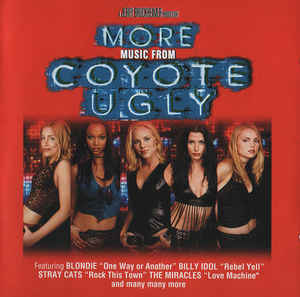 MORE
MUSIC FROM
COYOTE
UGLY
Featuring BLONDIE "One Way or Another" BILLY IDOL "Rebel Yell"
STRAY CATS "Rock This Town" THE MIRACLES "Love Machine"
and many many more